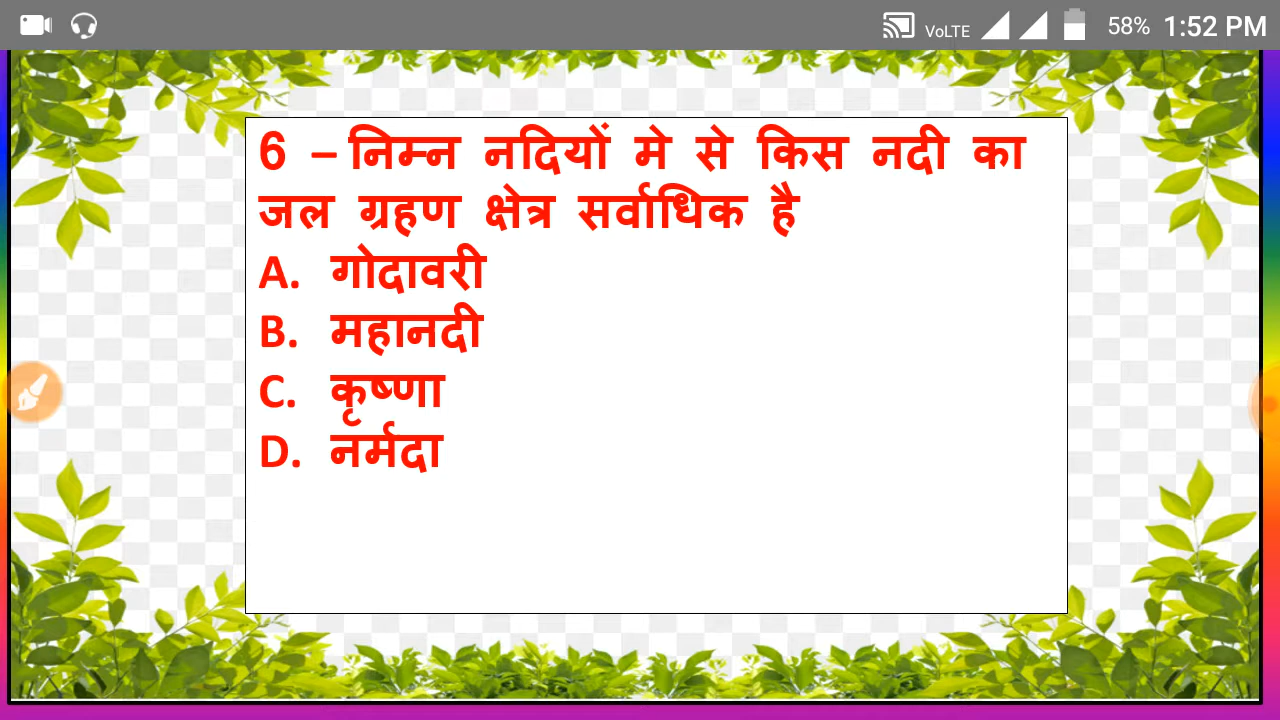 VoLTE 58% 1:52 PM
6 – निम्न नदियों मे से किस नदी का
जल ग्रहण क्षेत्र सर्वाधिक है
A. गोदावरी
B. महानदी
C. कृष्णा
D. नर्मदा